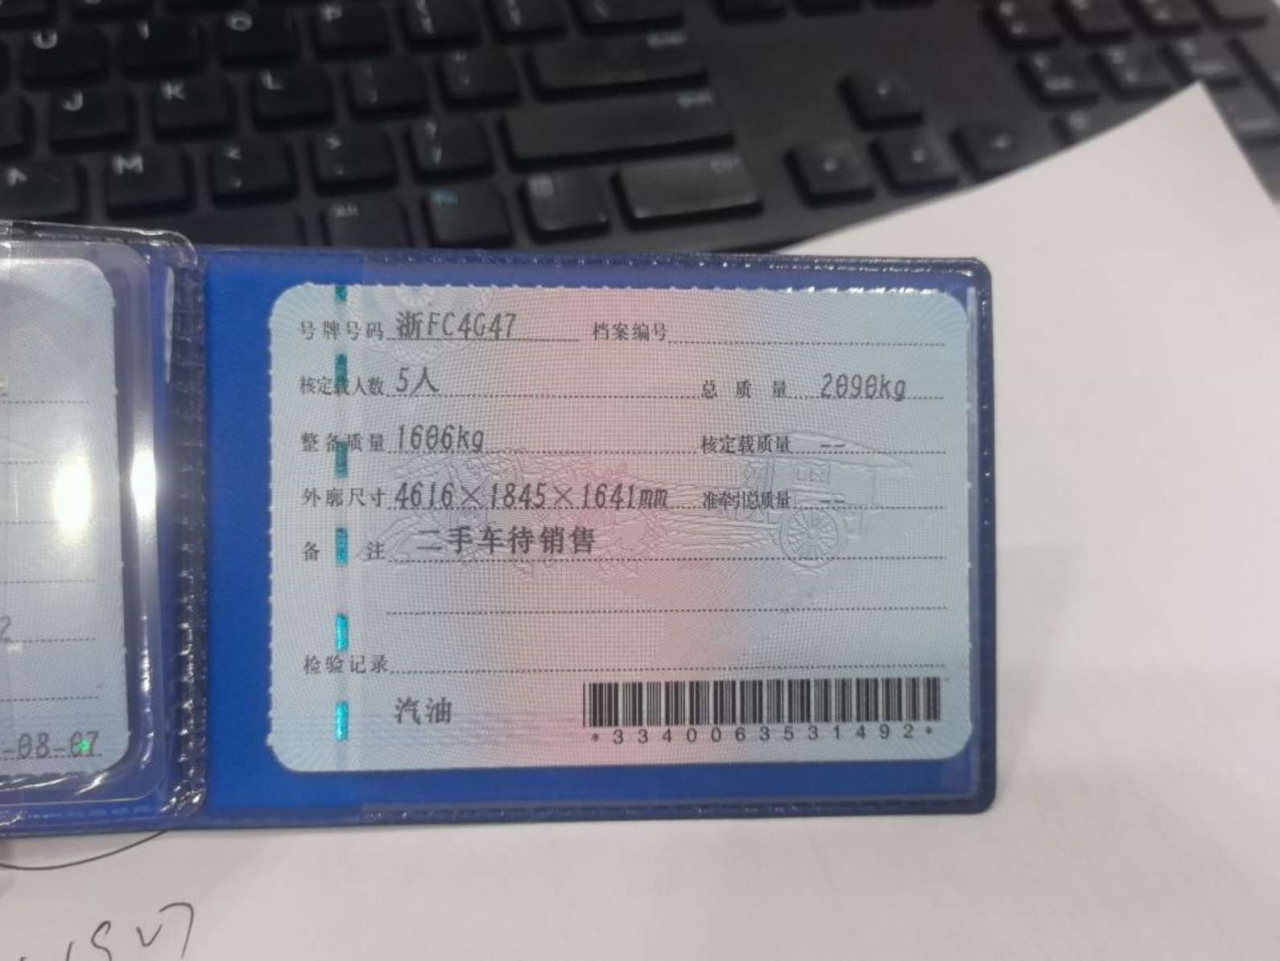 号牌号码 浙FC4G47 档案编号
核定载人数 5人 总质量 2090kg
整备质量 1606kg 核定载质量 --
外廓尺寸 4616×1845×1641mm 准牵引总质量 --
备注 二手车待销售
检验记录
汽油
*3340063531492*
2
-08-07